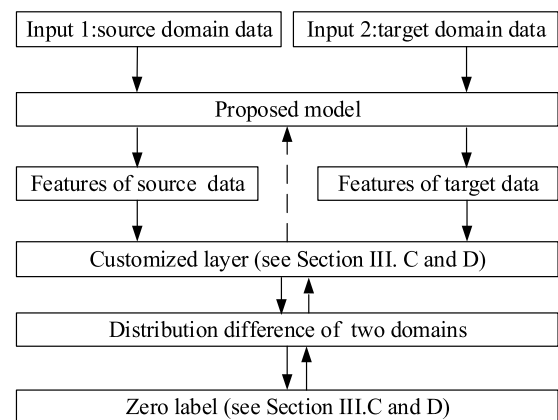 Input 1:source domain data
Input 2:target domain data
Proposed model
Features of source data
Features of target data
Customized layer (see Section III. C and D)
Distribution difference of two domains
Zero label (see Section III.C and D)